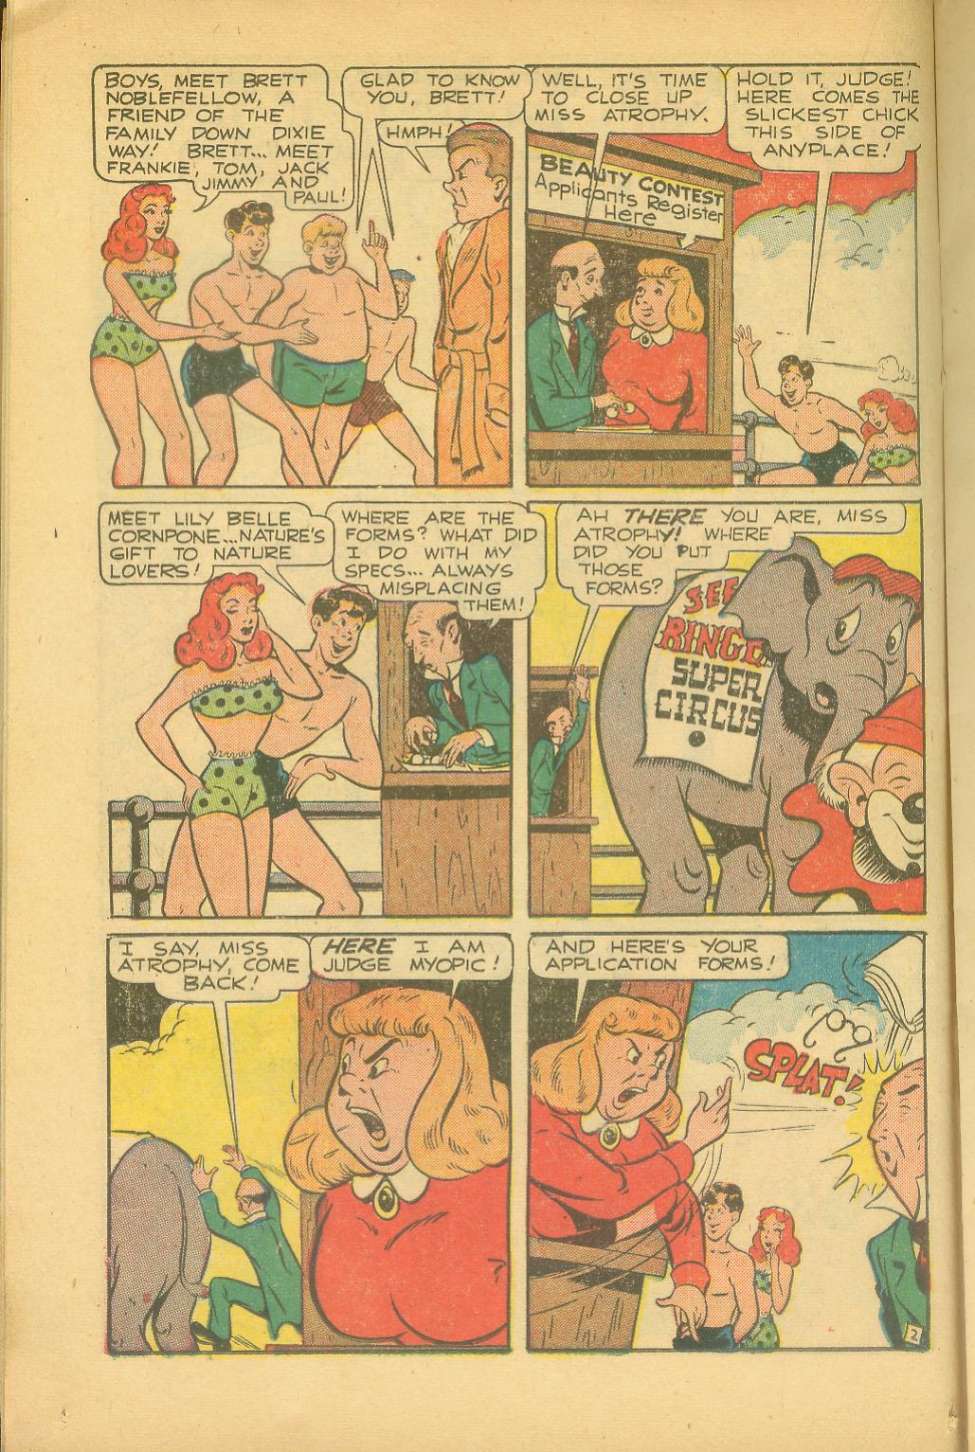 BOYS, MEET BRETT
NOBLEFELLOW, A
FRIEND OF THE
FAMILY DOWN DIXIE
WAY! BRETT... MEET
FRANKIE, TOM, JACK
JIMMY AND
PAUL!
GLAD TO KNOW
YOU, BRETT!
HMPH!
WELL, IT'S TIME
TO CLOSE UP
MISS ATROPHY.
BEAUTY CONTEST
Applicants Register
Here
HOLD IT, JUDGE!
HERE COMES THE
SLICKEST CHICK
THIS SIDE OF
ANYPLACE!
MEET LILY BELLE
CORNPONE...NATURE'S
GIFT TO NATURE
LOVERS!
WHERE ARE THE
FORMS? WHAT DID
I DO WITH MY
SPECS... ALWAYS
MISPLACING
THEM!
AH THERE YOU ARE, MISS
ATROPHY! WHERE
DID YOU PUT
THOSE
FORMS?
SEE
BINGO
SUPER
CIRCUS
I SAY, MISS
ATROPHY, COME
BACK!
HERE I AM
JUDGE MYOPIC!
AND HERE'S YOUR
APPLICATION FORMS!
SPLAT!
2